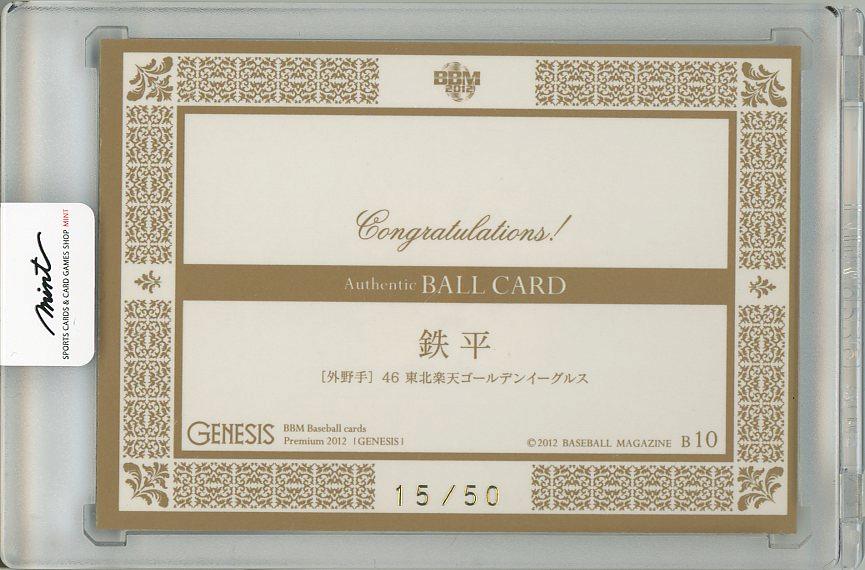 BBM
2012
Congratulations!
Authentic BALL CARD
鉄平
［外野手］ 46 東北楽天ゴールデンイーグルス
GENESIS
BBM Baseball cards
Premium 2012 [GENESIS]
©2012 BASEBALL MAGAZINE B10
15/50
mint
SPORTS CARDS & CARD GAMES SHOP MINT